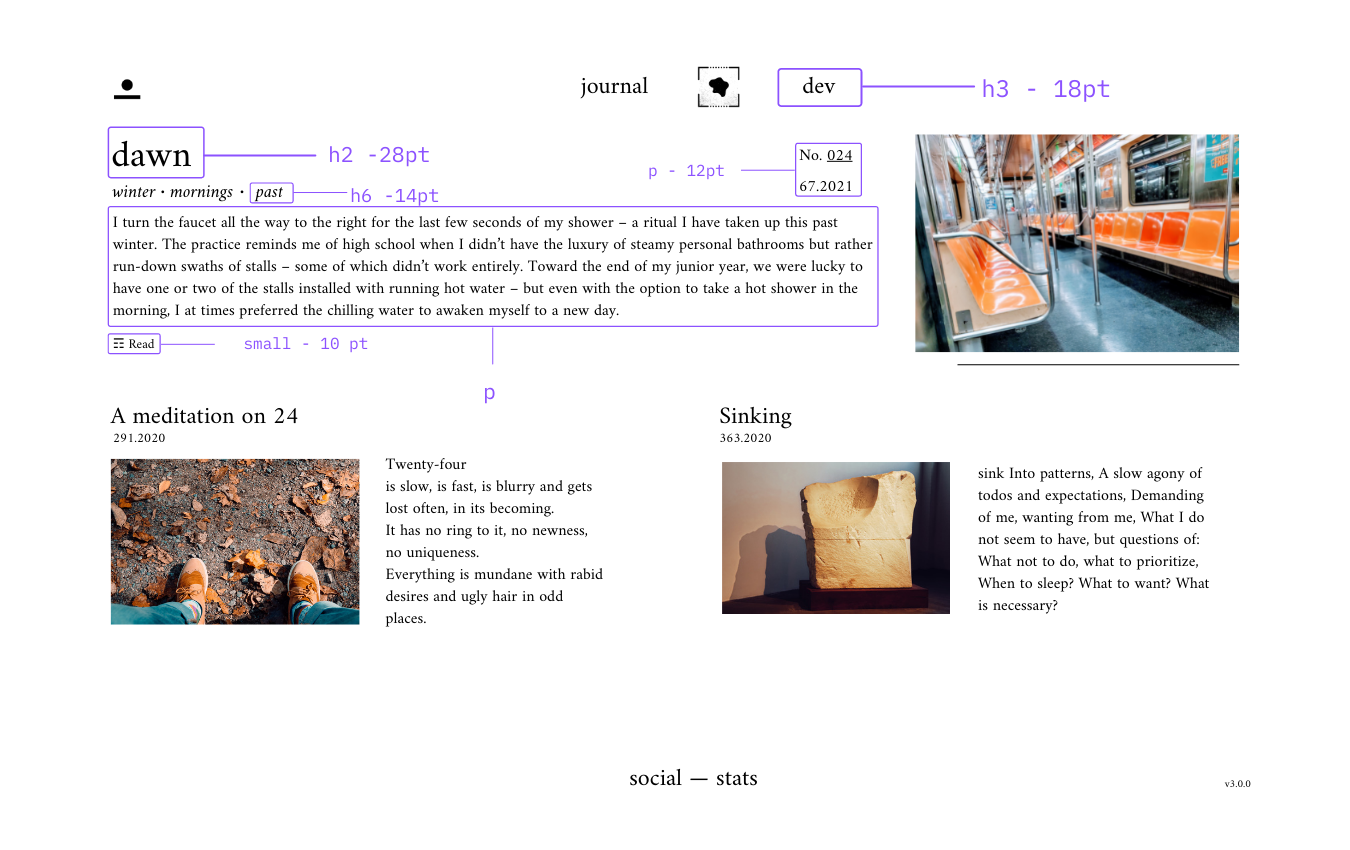 journal
dev
h3 - 18pt
dawn
h2 -28pt
p - 12pt
No. 024
67.2021
winter · mornings · past
h6 -14pt
I turn the faucet all the way to the right for the last few seconds of my shower – a ritual I have taken up this past
winter. The practice reminds me of high school when I didn’t have the luxury of steamy personal bathrooms but rather
run-down swaths of stalls – some of which didn’t work entirely. Toward the end of my junior year, we were lucky to
have one or two of the stalls installed with running hot water – but even with the option to take a hot shower in the
morning, I at times preferred the chilling water to awaken myself to a new day.
☶ Read
small - 10 pt
p
A meditation on 24
291.2020
Twenty-four
is slow, is fast, is blurry and gets
lost often, in its becoming.
It has no ring to it, no newness,
no uniqueness.
Everything is mundane with rabid
desires and ugly hair in odd
places.
Sinking
363.2020
sink Into patterns, A slow agony of
todos and expectations, Demanding
of me, wanting from me, What I do
not seem to have, but questions of:
What not to do, what to prioritize,
When to sleep? What to want? What
is necessary?
social — stats
v3.0.0